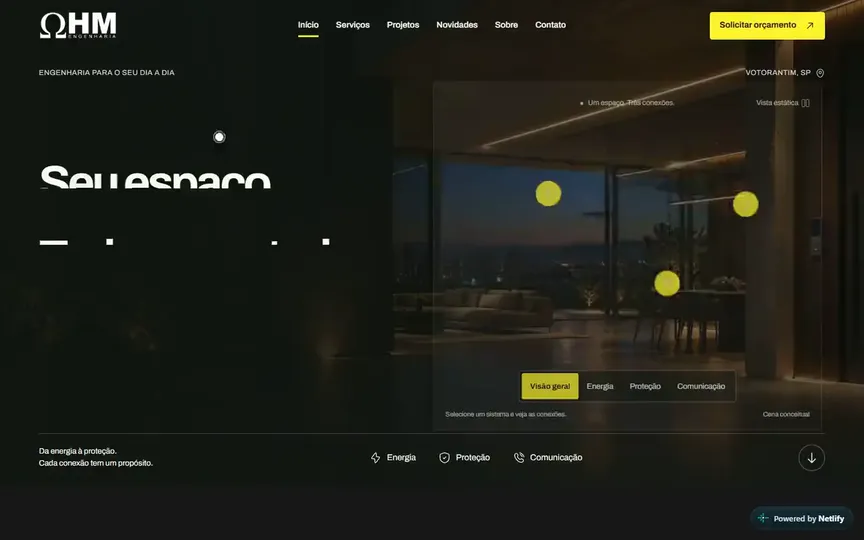 ΩHM
ENGENHARIA
Início Serviços Projetos Novidades Sobre Contato
Solicitar orçamento
ENGENHARIA PARA O SEU DIA A DIA
VOTORANTIM, SP
Um espaço. Três conexões.
Vista estática
Seu espaço
Visão geral Energia Proteção Comunicação
Selecione um sistema e veja as conexões.
Cena conceitual
Da energia à proteção.
Cada conexão tem um propósito.
Energia Proteção Comunicação
Powered by Netlify